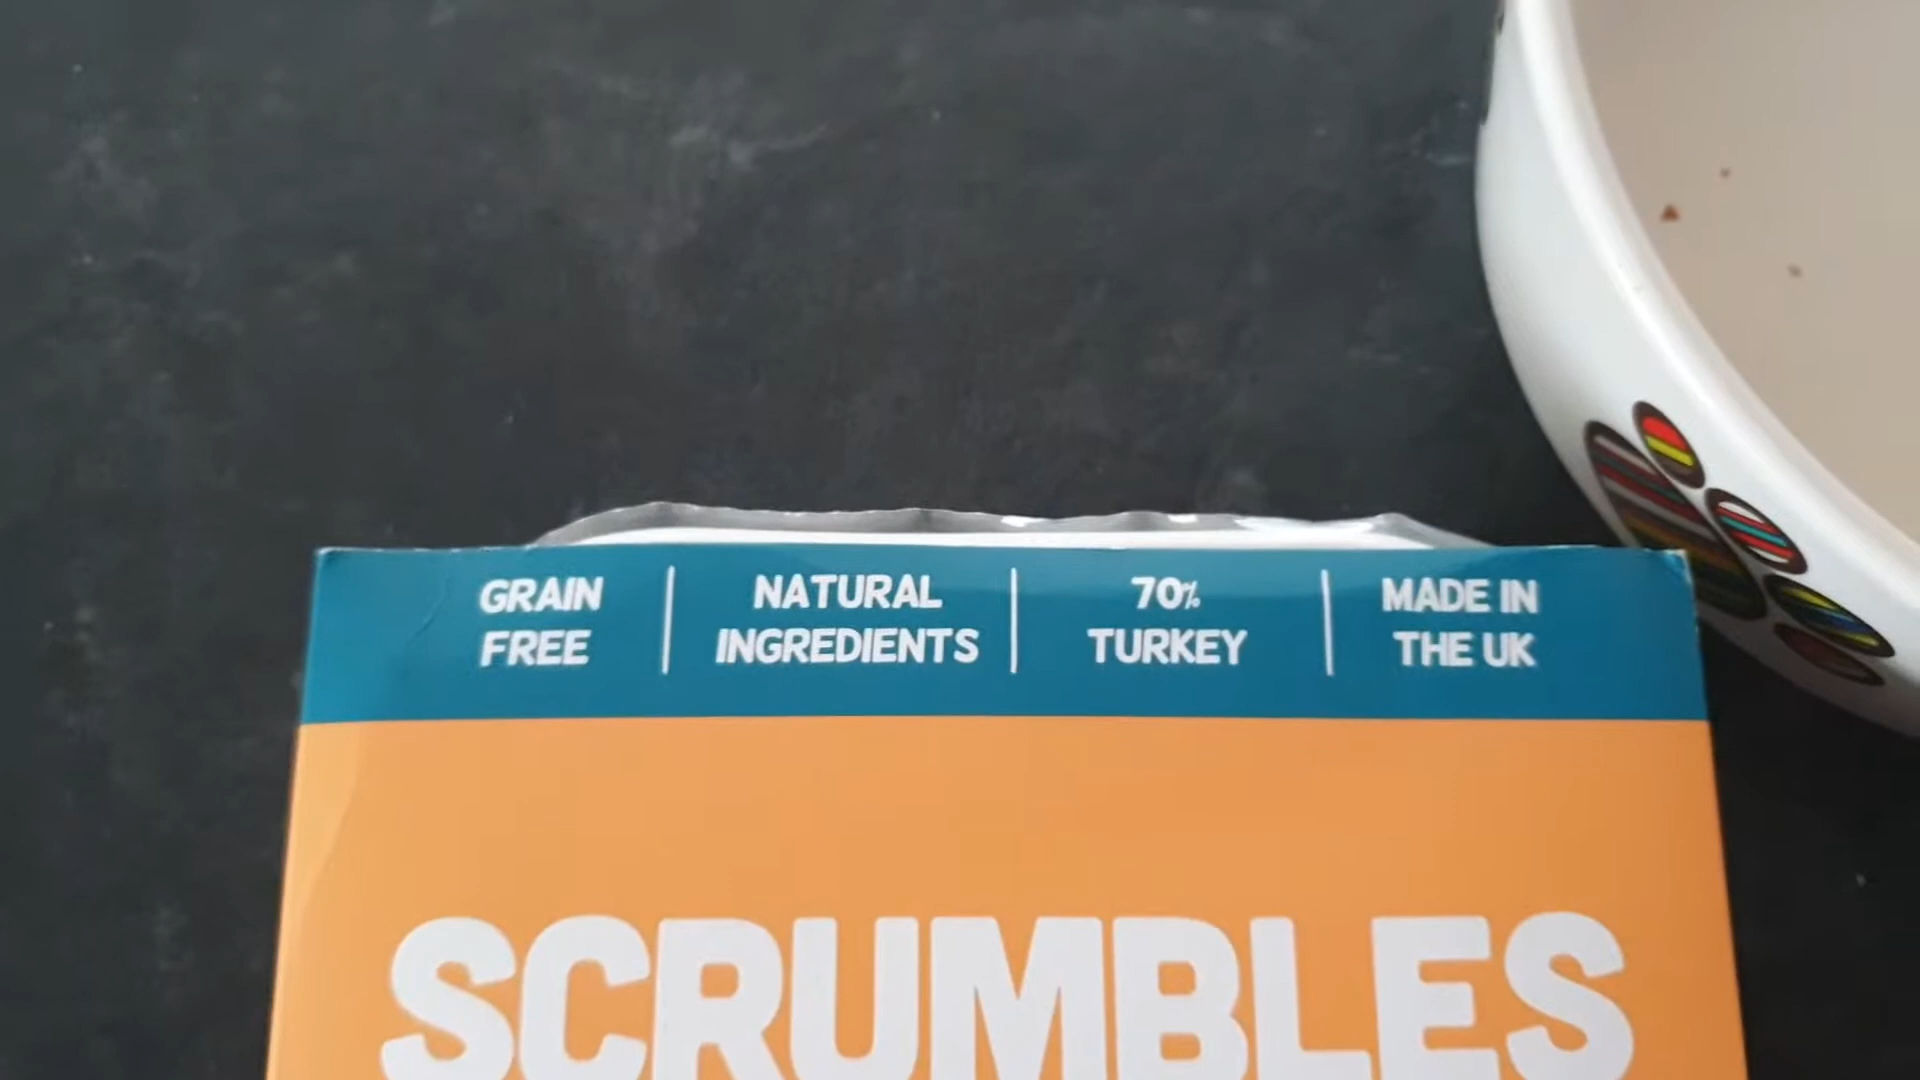 GRAIN
FREE
NATURAL
INGREDIENTS
70%
TURKEY
MADE IN
THE UK
SCRUMBLES